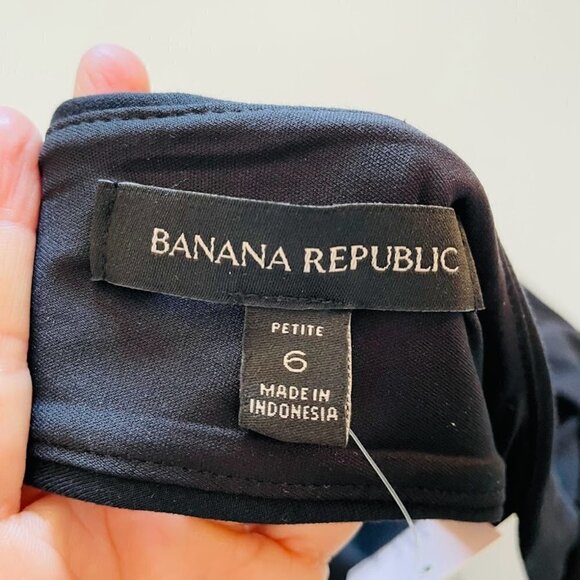 BANANA REPUBLIC
PETITE
6
MADE IN
INDONESIA